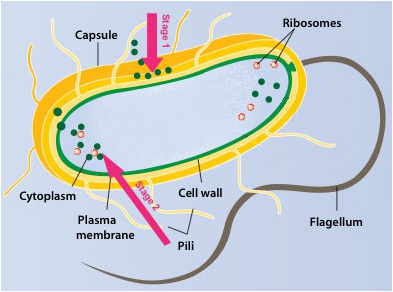 Stage 1
Ribosomes
Capsule
Cytoplasm
Stage 2
Cell wall
Plasma
membrane
Pili
Flagellum